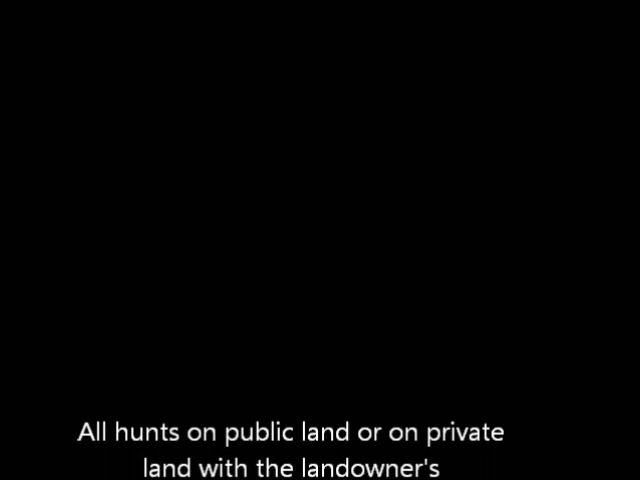 All hunts on public land or on private
land with the landowner's